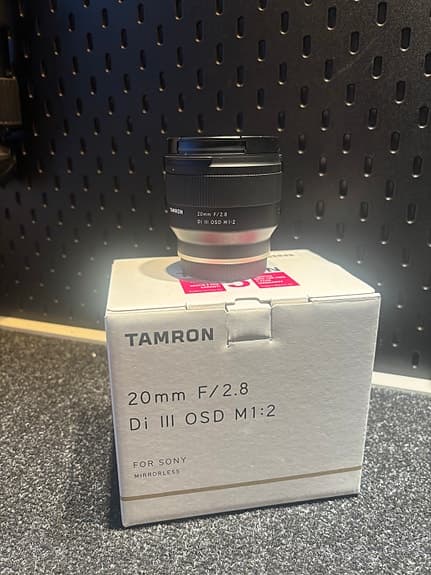 TAMRON
20mm F/2.8
Di III OSD M1:2
TAMRON
20mm F/2.8
Di III OSD M1:2
FOR SONY
MIRRORLESS